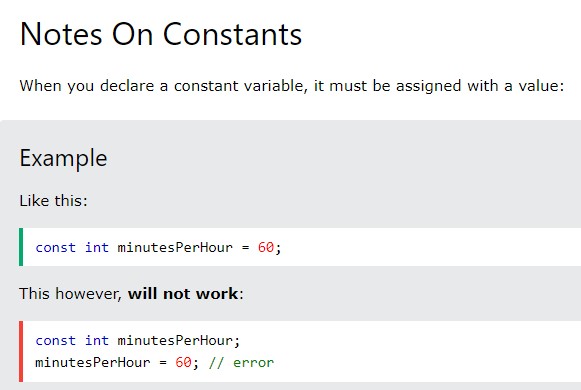 Notes On Constants
When you declare a constant variable, it must be assigned with a value:
Example
Like this:
const int minutesPerHour = 60;
This however, will not work:
const int minutesPerHour;
minutesPerHour = 60; // error